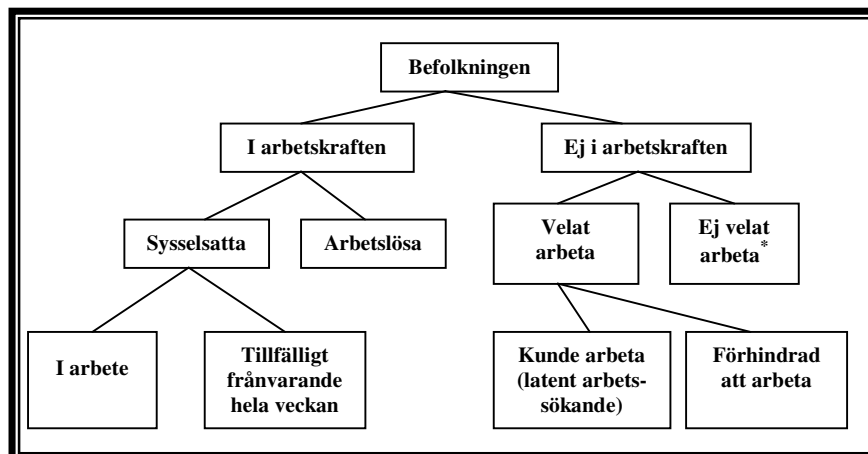 Befolkningen
I arbetskraften
Ej i arbetskraften
Sysselsatta
Arbetslösa
Velat
arbeta
Ej velat
arbeta*
I arbete
Tillfälligt
frånvarande
hela veckan
Kunde arbeta
(latent arbets-
sökande)
Förhindrad
att arbeta